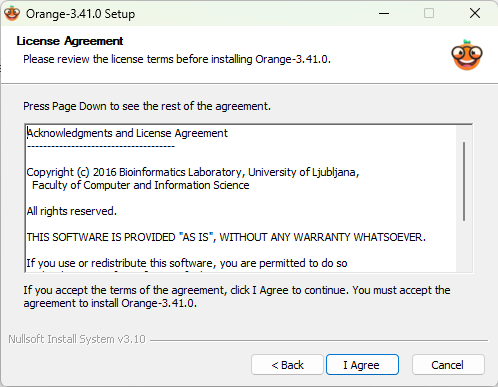 Orange-3.41.0 Setup
License Agreement
Please review the license terms before installing Orange-3.41.0.
Press Page Down to see the rest of the agreement.
Acknowledgments and License Agreement
-------------------------------------
Copyright (c) 2016 Bioinformatics Laboratory, University of Ljubljana,
Faculty of Computer and Information Science
All rights reserved.
THIS SOFTWARE IS PROVIDED "AS IS", WITHOUT ANY WARRANTY WHATSOEVER.
If you use or redistribute this software, you are permitted to do so
If you accept the terms of the agreement, click I Agree to continue. You must accept the
agreement to install Orange-3.41.0.
Nullsoft Install System v3.10
< Back
I Agree
Cancel